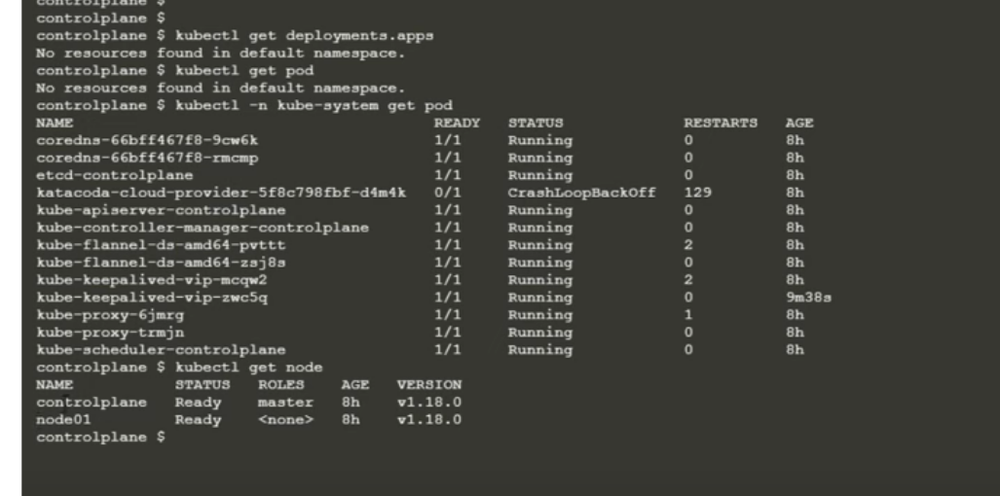 controlplane $
controlplane $
controlplane $ kubectl get deployments.apps
No resources found in default namespace.
controlplane $ kubectl get pod
No resources found in default namespace.
controlplane $ kubectl -n kube-system get pod
NAME READY STATUS RESTARTS AGE
coredns-66bff467f8-9cw6k 1/1 Running 0 8h
coredns-66bff467f8-rmcmp 1/1 Running 0 8h
etcd-controlplane 1/1 Running 0 8h
katacoda-cloud-provider-5f8c798fbf-d4m4k 0/1 CrashLoopBackOff 129 8h
kube-apiserver-controlplane 1/1 Running 0 8h
kube-controller-manager-controlplane 1/1 Running 0 8h
kube-flannel-ds-amd64-pvttt 1/1 Running 2 8h
kube-flannel-ds-amd64-zsj8s 1/1 Running 0 8h
kube-keepalived-vip-mcqw2 1/1 Running 2 8h
kube-keepalived-vip-zwc5q 1/1 Running 0 9m38s
kube-proxy-6jmrg 1/1 Running 1 8h
kube-proxy-trmjn 1/1 Running 0 8h
kube-scheduler-controlplane 1/1 Running 0 8h
controlplane $ kubectl get node
NAME STATUS ROLES AGE VERSION
controlplane Ready master 8h v1.18.0
node01 Ready <none> 8h v1.18.0
controlplane $